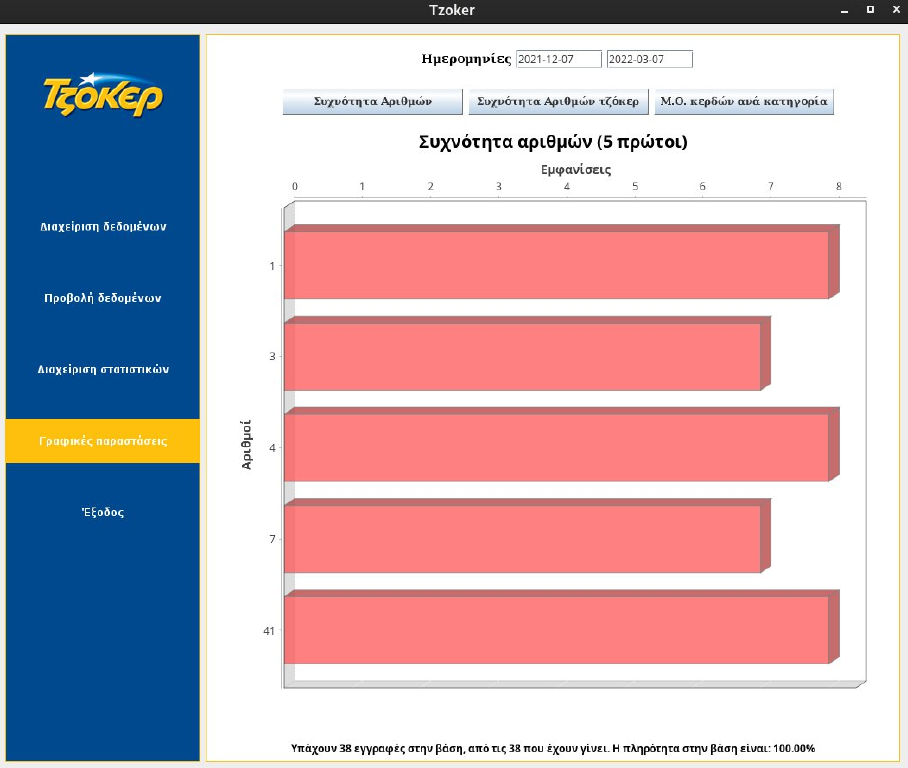 Tzoker
ΤΖΟΚΕΡ
Ημερομηνίες 2021-12-07 2022-03-07
Συχνότητα Αριθμών Συχνότητα Αριθμών τζόκερ Μ.Ο. κερδών ανά κατηγορία
Συχνότητα αριθμών (5 πρώτοι)
Εμφανίσεις
0 1 2 3 4 5 6 7 8
Διαχείριση δεδομένων
Προβολή δεδομένων
Διαχείριση στατιστικών
Γραφικές παραστάσεις
Έξοδος
Αριθμοί
1
3
4
7
41
Υπάχουν 38 εγγραφές στην βάση, από τις 38 που έχουν γίνει. Η πληρότητα στην βάση είναι: 100.00%